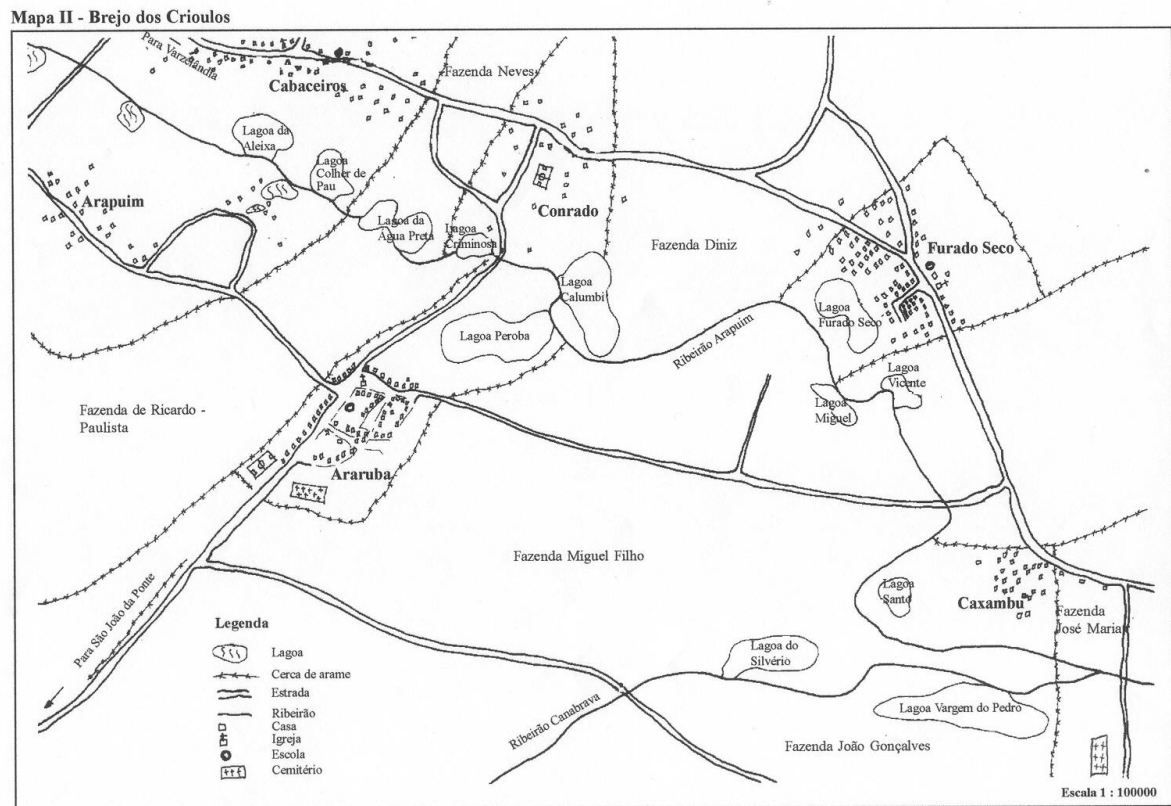 Mapa II - Brejo dos Crioulos
Para Varzelândia
Cabaceiros
Fazenda Neves
Lagoa da
Aleixa
Lagoa
Colher de
Pau
Arapuim
Lagoa da
Água Preta
Lagoa
Criminosa
Conrado
Fazenda Diniz
Furado Seco
Lagoa
Calumbi
Lagoa
Furado Seco
Lagoa Peroba
Ribeirão Arapuim
Lagoa
Vicente
Lagoa
Miguel
Fazenda de Ricardo -
Paulista
Araruba
Fazenda Miguel Filho
Lagoa
Santo
Caxambu
Fazenda
José Maria
Para São João da Ponte
Lagoa do
Silvério
Lagoa Vargem do Pedro
Ribeirão Canabrava
Fazenda João Gonçalves
Legenda
Lagoa
Cerca de arame
Estrada
Ribeirão
Casa
Igreja
Escola
Cemitério
Escala 1 : 100000